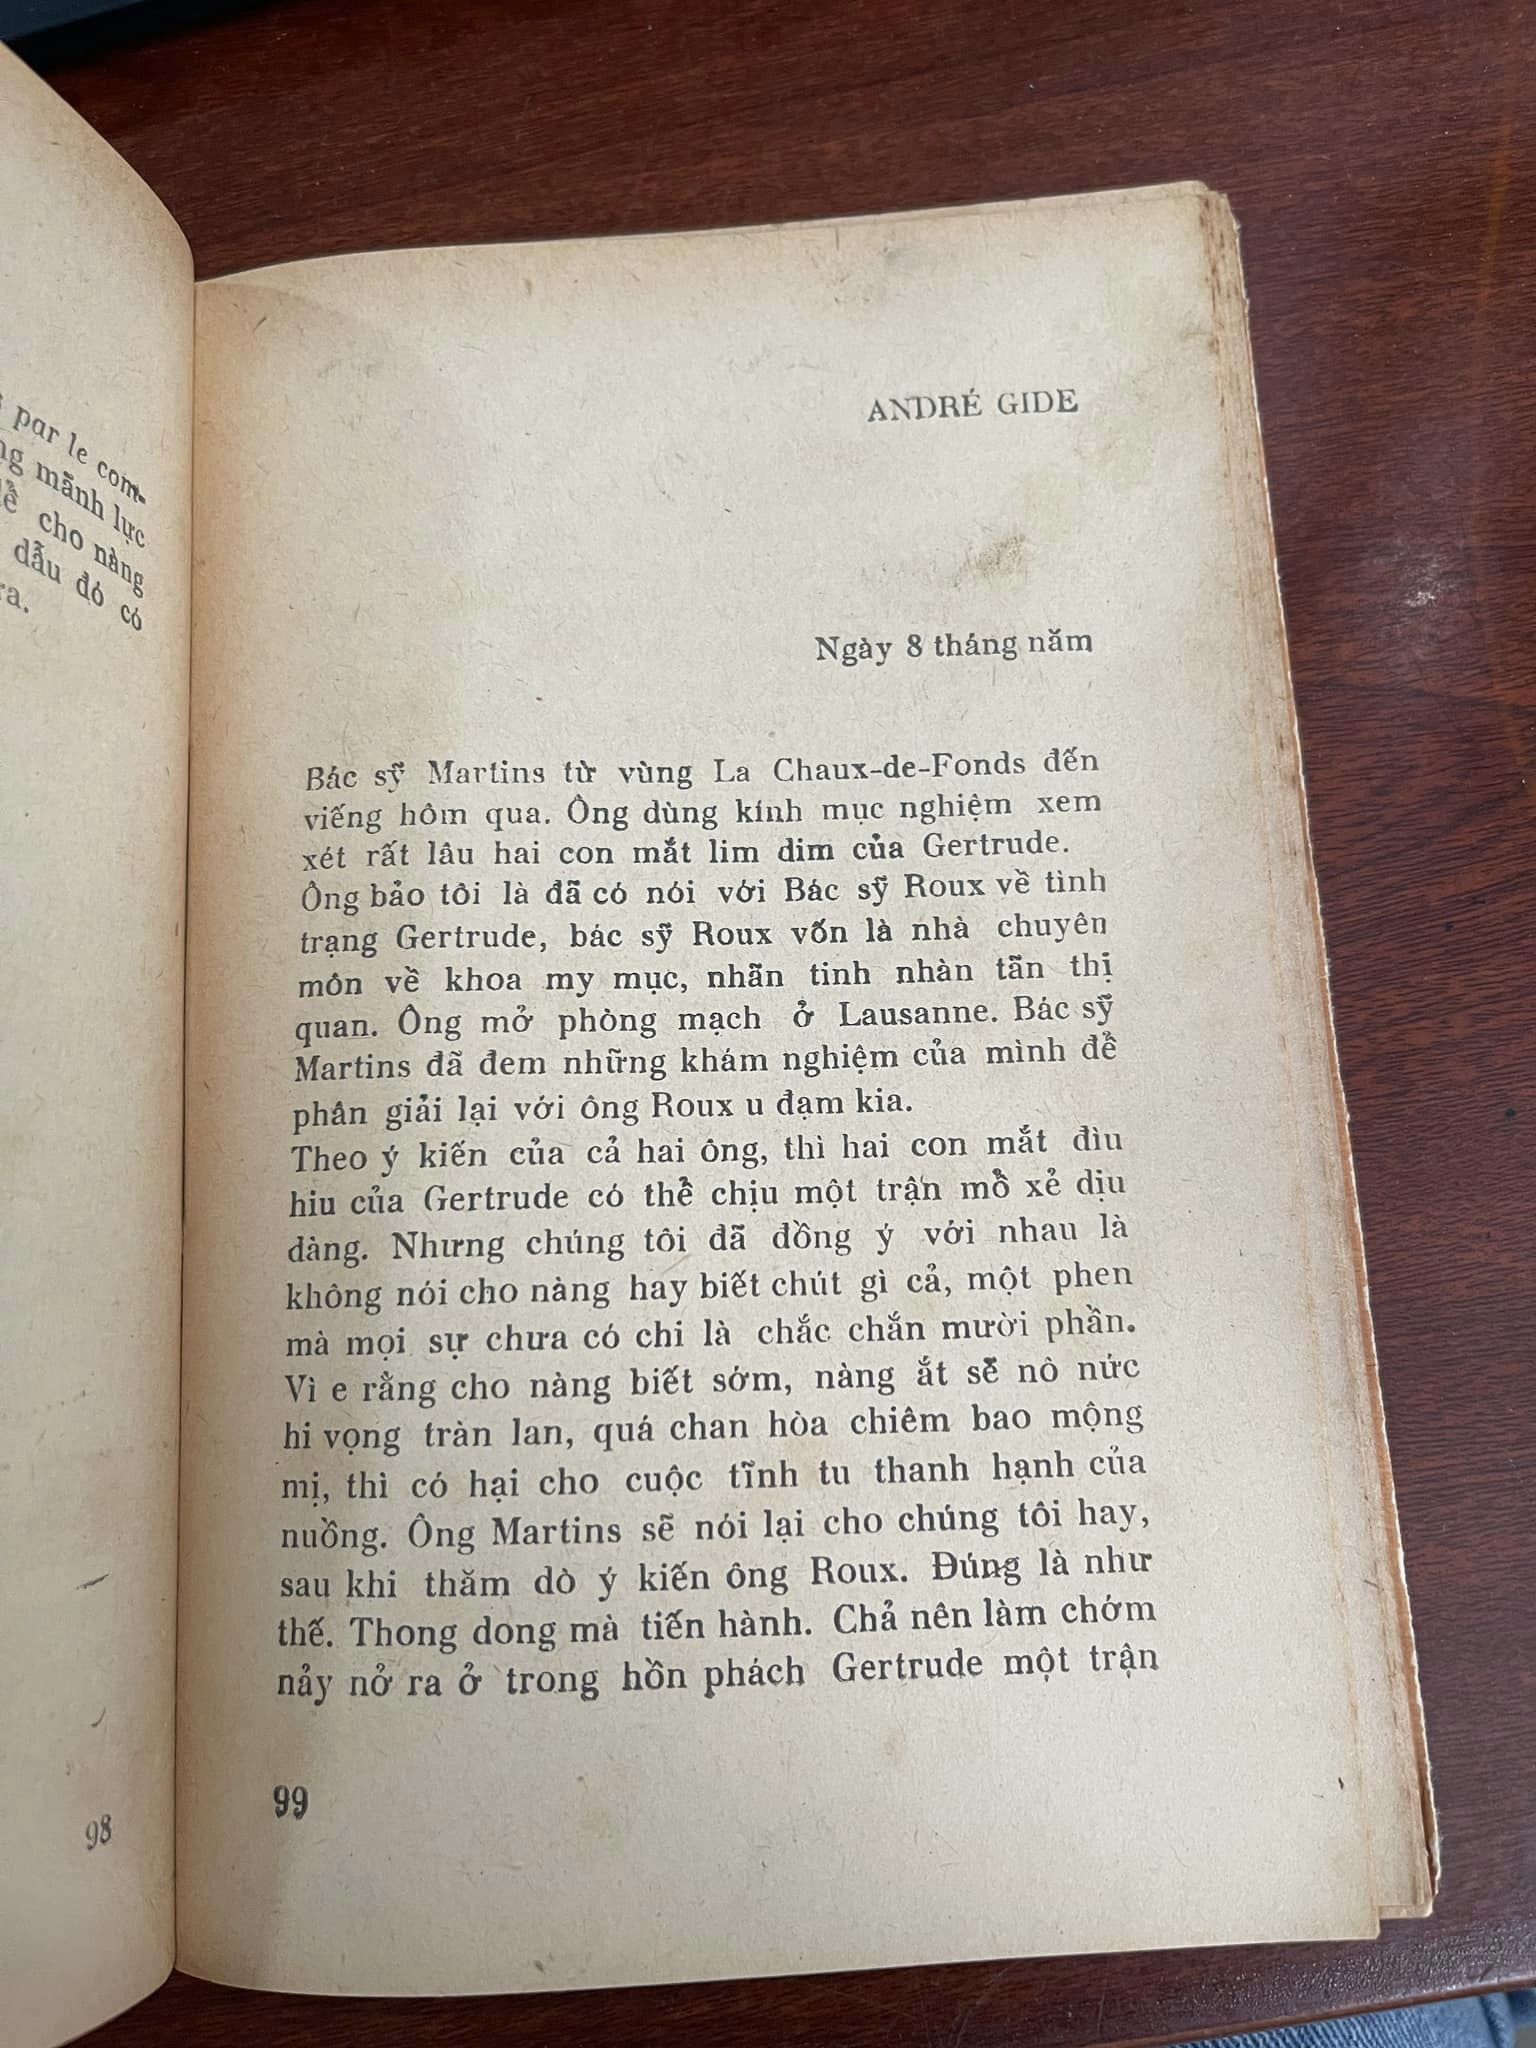 par le com-
mãnh lực
cho nàng
dẫu đó có
ra.
98
ANDRÉ GIDE
Ngày 8 tháng năm
Bác sỹ Martins từ vùng La Chaux-de-Fonds đến
viếng hôm qua. Ông dùng kính mục nghiệm xem
xét rất lâu hai con mắt lim dim của Gertrude.
Ông bảo tôi là đã có nói với Bác sỹ Roux về tình
trạng Gertrude, bác sỹ Roux vốn là nhà chuyên
môn về khoa my mục, nhãn tinh nhàn tẫn thị
quan. Ông mở phòng mạch ở Lausanne. Bác sỹ
Martins đã đem những khám nghiệm của mình để
phân giải lại với ông Roux u đạm kia.
Theo ý kiến của cả hai ông, thì hai con mắt đìu
hiu của Gertrude có thể chịu một trận mổ xẻ dịu
dàng. Nhưng chúng tôi đã đồng ý với nhau là
không nói cho nàng hay biết chút gì cả, một phen
mà mọi sự chưa có chi là chắc chắn mười phần.
Vì e rằng cho nàng biết sớm, nàng ắt sẽ nô nức
hi vọng tràn lan, quá chan hòa chiêm bao mộng
mị, thì có hại cho cuộc tĩnh tu thanh hạnh của
nuồng. Ông Martins sẽ nói lại cho chúng tôi hay,
sau khi thăm dò ý kiến ông Roux. Đúng là như
thế. Thong dong mà tiến hành. Chả nên làm chớm
nảy nở ra ở trong hồn phách Gertrude một trận
99